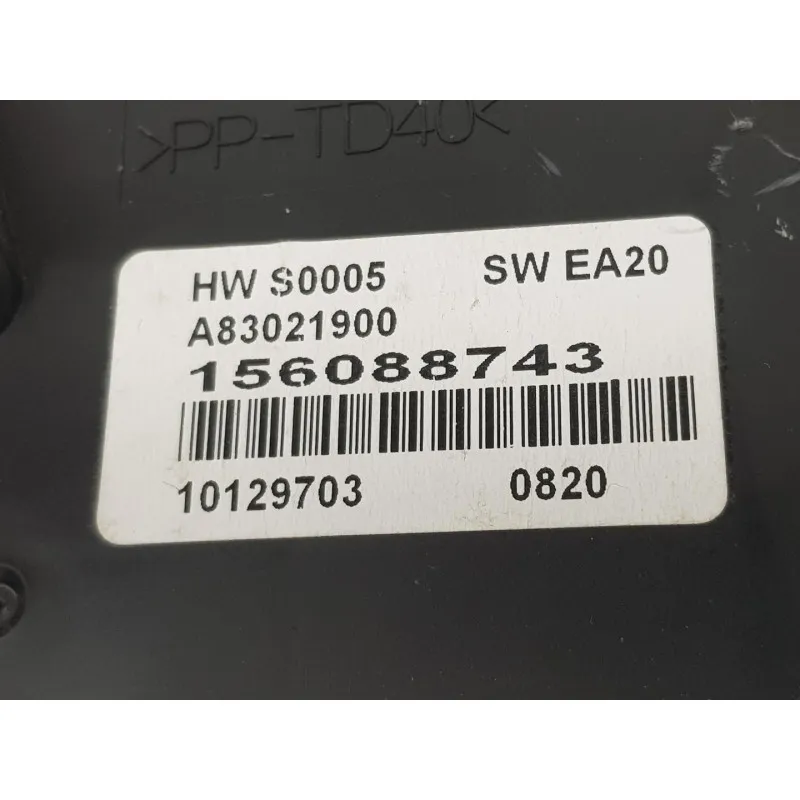 >PP-TD40<
HW S0005 SW EA20
A83021900
156088743
10129703 0820